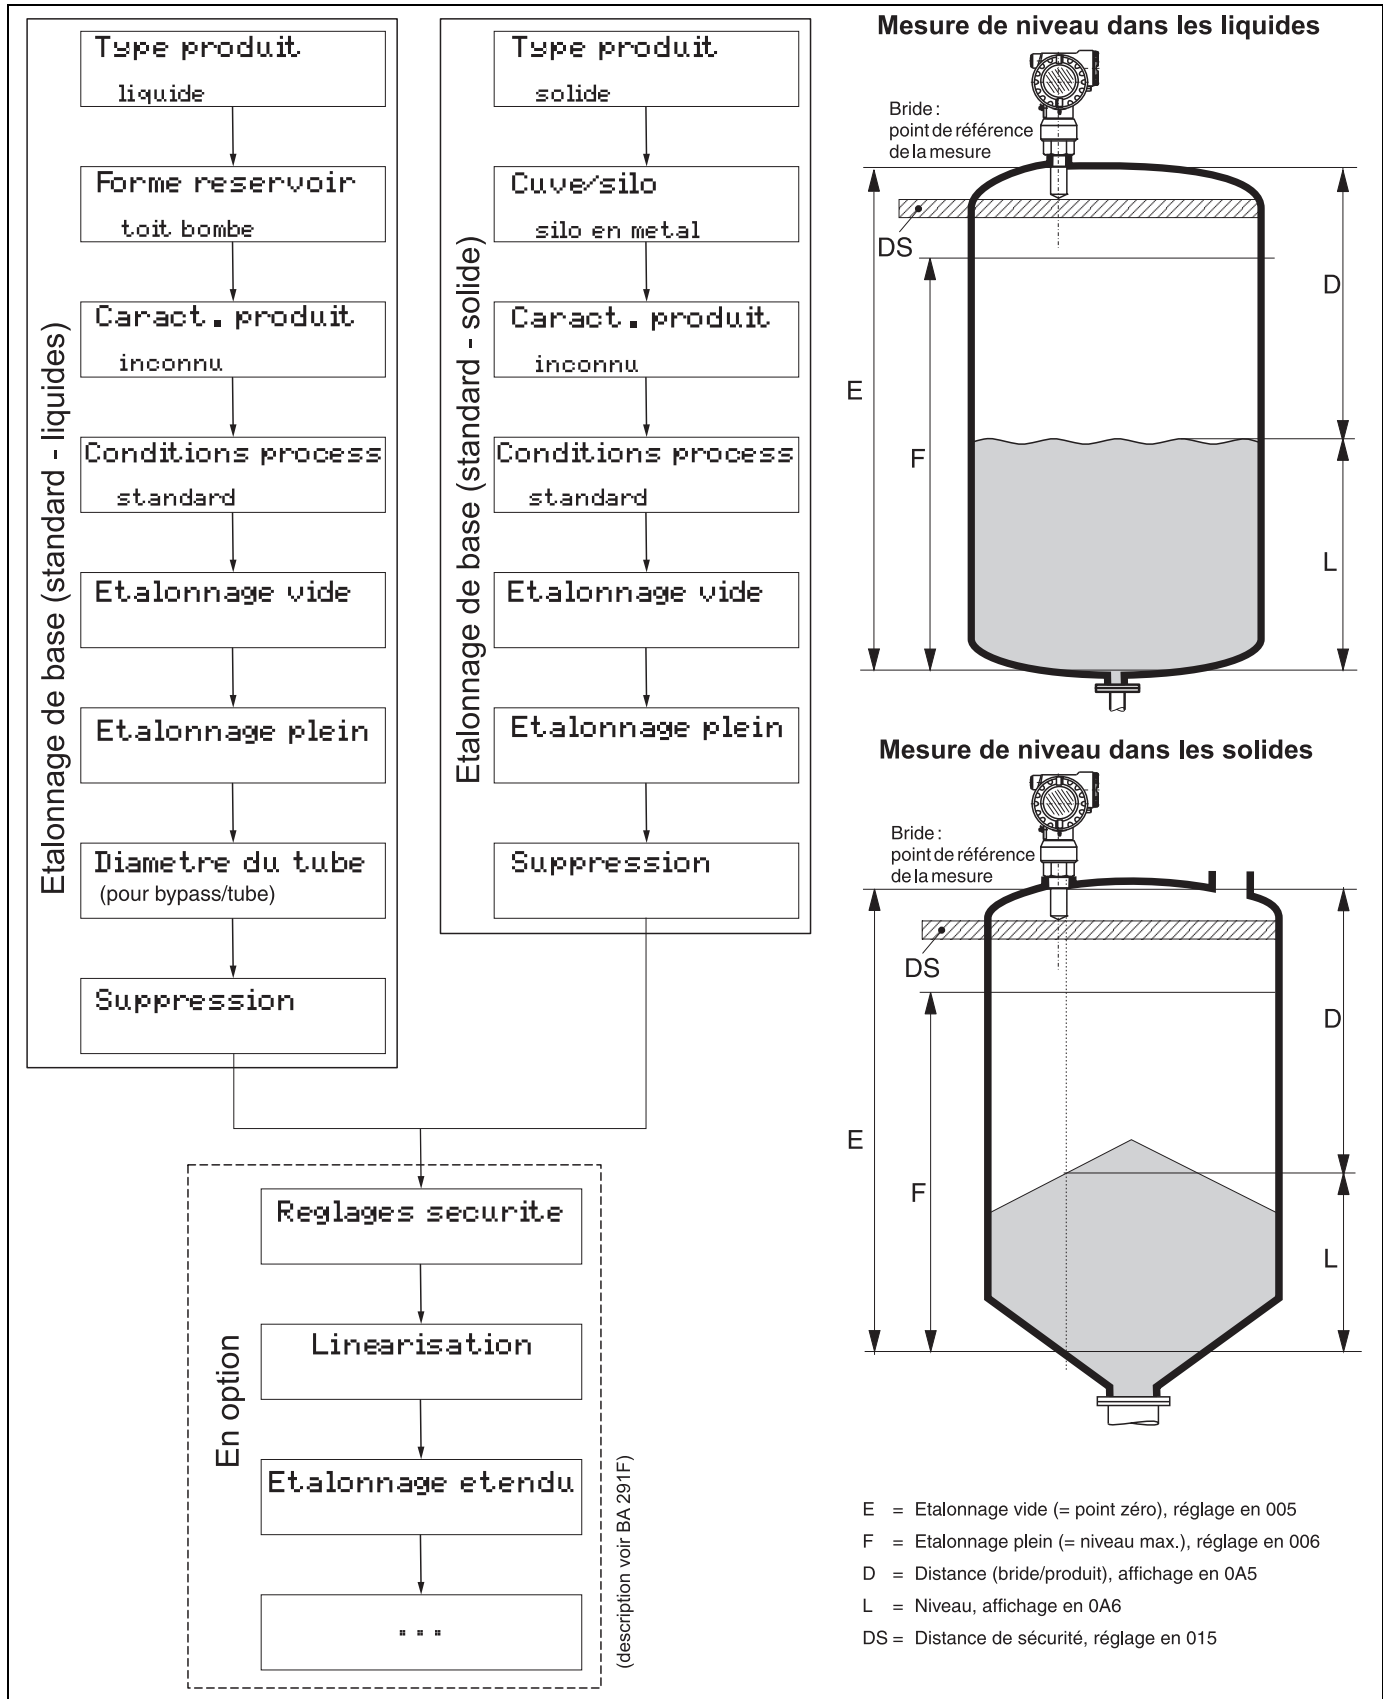 Etalonnage de base (standard - liquides)
Type produit
liquide
Forme reservoir
toit bombe
Caract. produit
inconnu
Conditions process
standard
Etalonnage vide
Etalonnage plein
Diametre du tube
(pour bypass/tube)
Suppression
Etalonnage de base (standard - solide)
Type produit
solide
Cuve/silo
silo en metal
Caract. produit
inconnu
Conditions process
standard
Etalonnage vide
Etalonnage plein
Suppression
En option
Reglages securite
Linearisation
Etalonnage etendu
...
(description voir BA 291F)
Mesure de niveau dans les liquides
Bride :
point de référence
de la mesure
DS
D
E
F
L
Mesure de niveau dans les solides
Bride :
point de référence
de la mesure
DS
D
E
F
L
E = Etalonnage vide (= point zéro), réglage en 005
F = Etalonnage plein (= niveau max.), réglage en 006
D = Distance (bride/produit), affichage en 0A5
L = Niveau, affichage en 0A6
DS = Distance de sécurité, réglage en 015